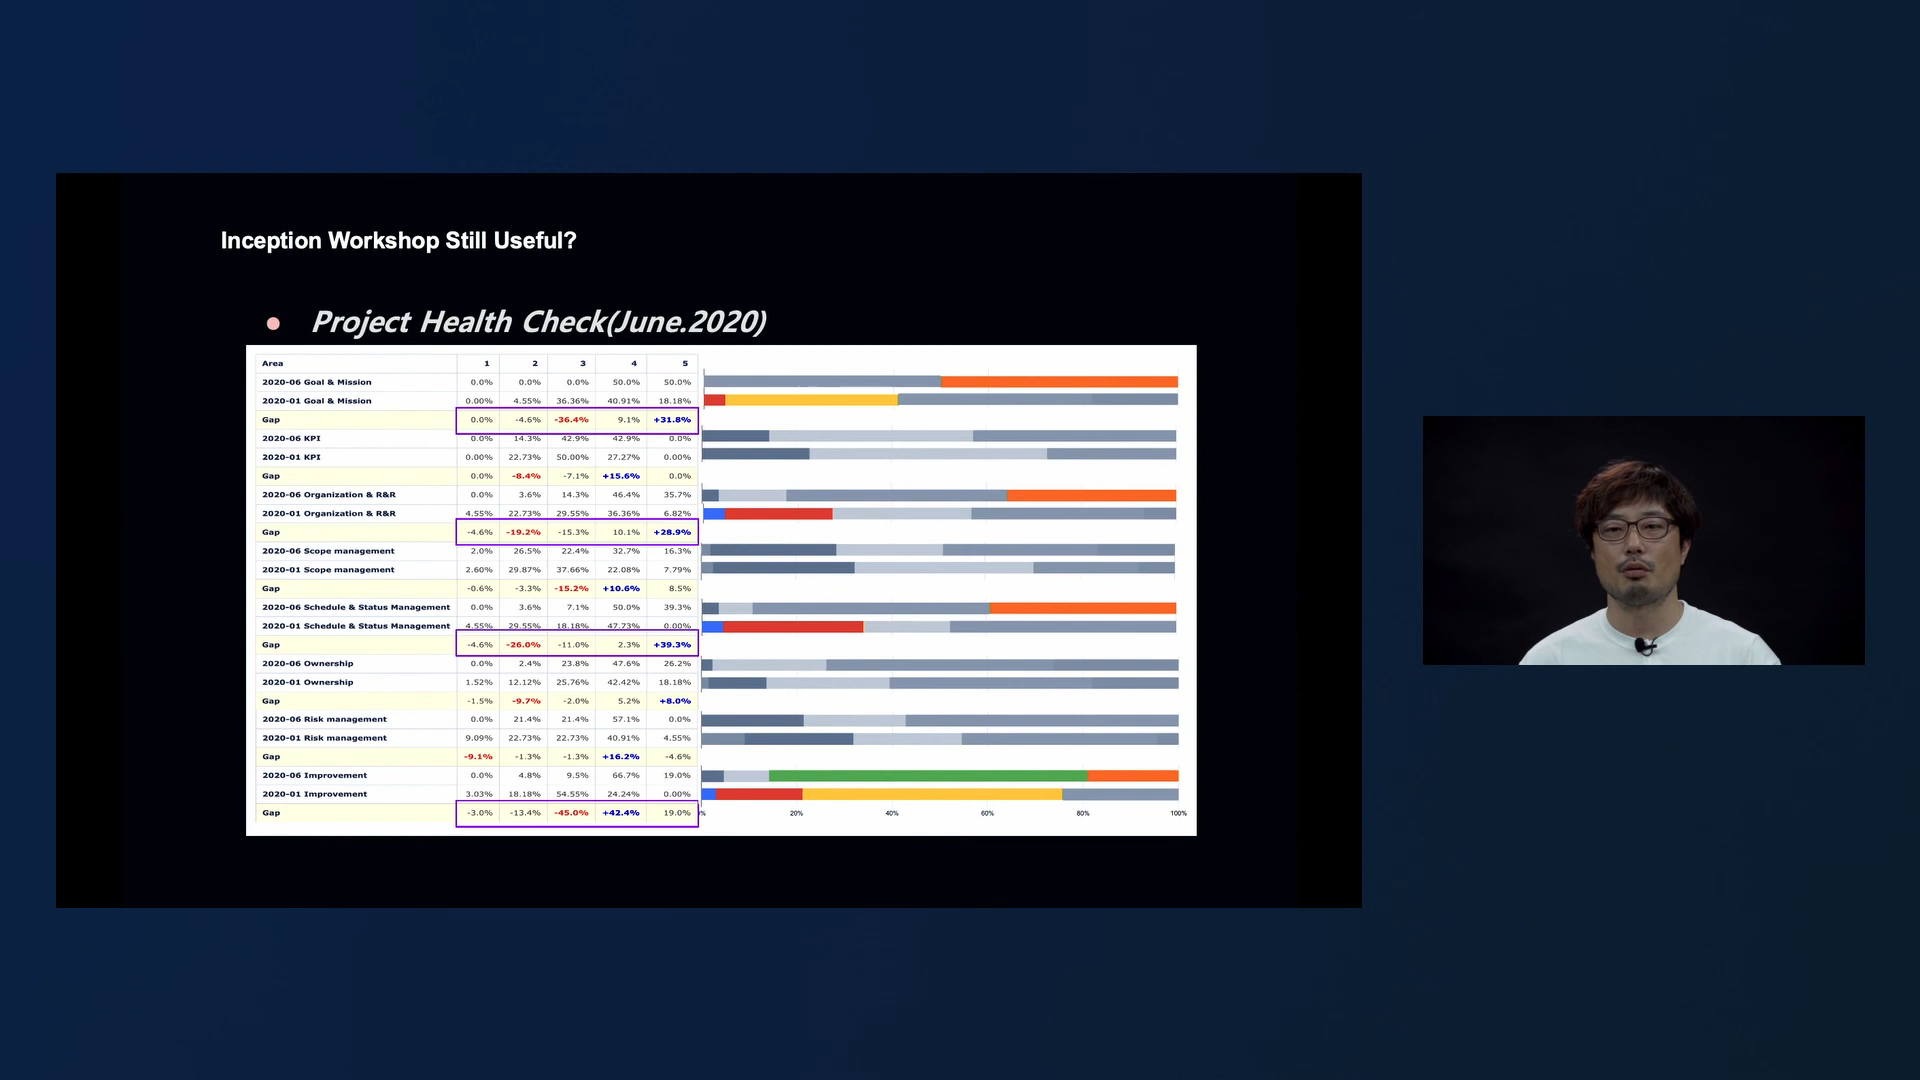 Inception Workshop Still Useful?
Project Health Check(June.2020)
Area 1 2 3 4 5
2020-06 Goal & Mission 0.0% 0.0% 0.0% 50.0% 50.0%
2020-01 Goal & Mission 0.00% 4.55% 36.36% 40.91% 18.18%
Gap 0.0% -4.6% -36.4% 9.1% +31.8%
2020-06 KPI 0.0% 14.3% 42.9% 42.9% 0.0%
2020-01 KPI 0.00% 22.73% 50.00% 27.27% 0.00%
Gap 0.0% -8.4% -7.1% +15.6% 0.0%
2020-06 Organization & R&R 0.0% 3.6% 14.3% 46.4% 35.7%
2020-01 Organization & R&R 4.55% 22.73% 29.55% 36.36% 6.82%
Gap -4.6% -19.2% -15.3% 10.1% +28.9%
2020-06 Scope management 2.0% 26.5% 22.4% 32.7% 16.3%
2020-01 Scope management 2.60% 29.87% 37.66% 22.08% 7.79%
Gap -0.6% -3.3% -15.2% +10.6% 8.5%
2020-06 Schedule & Status Management 0.0% 3.6% 7.1% 50.0% 39.3%
2020-01 Schedule & Status Management 4.55% 29.55% 18.18% 47.73% 0.00%
Gap -4.6% -26.0% -11.0% 2.3% +39.3%
2020-06 Ownership 0.0% 2.4% 23.8% 47.6% 26.2%
2020-01 Ownership 1.52% 12.12% 25.76% 42.42% 18.18%
Gap -1.5% -9.7% -2.0% 5.2% +8.0%
2020-06 Risk management 0.0% 21.4% 21.4% 57.1% 0.0%
2020-01 Risk management 9.09% 22.73% 22.73% 40.91% 4.55%
Gap -9.1% -1.3% -1.3% +16.2% -4.6%
2020-06 Improvement 0.0% 4.8% 9.5% 66.7% 19.0%
2020-01 Improvement 3.03% 18.18% 54.55% 24.24% 0.00%
Gap -3.0% -13.4% -45.0% +42.4% 19.0%
20% 40% 60% 80% 100%